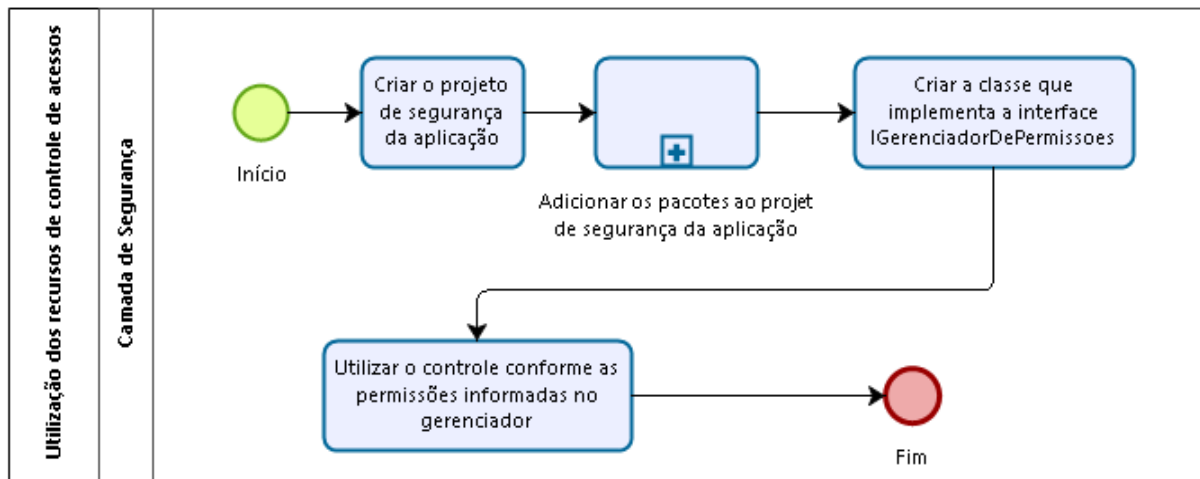 Utilização dos recursos de controle de acessos
Camada de Segurança
Início
Criar o projeto
de segurança
da aplicação
Adicionar os pacotes ao projet
de segurança da aplicação
Criar a classe que
implementa a interface
IGerenciadorDePermissoes
Utilizar o controle conforme as
permissões informadas no
gerenciador
Fim